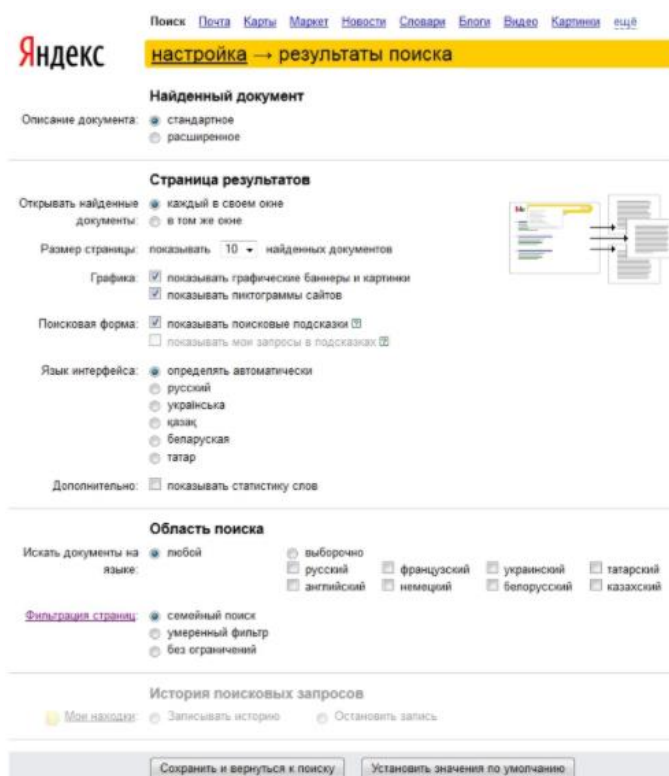 Поиск Почта Карты Маркет Новости Словари Блоги Видео Картинки ещё
Яндекс
настройка → результаты поиска
Найденный документ
Описание документа: стандартное
расширенное
Страница результатов
Открывать найденные документы: каждый в своем окне
в том же окне
Размер страницы: показывать 10 найденных документов
Графика: показывать графические баннеры и картинки
показывать пиктограммы сайтов
Поисковая форма: показывать поисковые подсказки
показывать мои запросы в подсказках
Язык интерфейса: определять автоматически
русский
українська
қазақ
беларуская
татар
Дополнительно: показывать статистику слов
Область поиска
Искать документы на языке: любой выборочно
русский французский украинский татарский
английский немецкий белорусский казахский
Фильтрация страниц: семейный поиск
умеренный фильтр
без ограничений
История поисковых запросов
Мои находки: Записывать историю Остановить запись
Сохранить и вернуться к поиску Установить значения по умолчанию